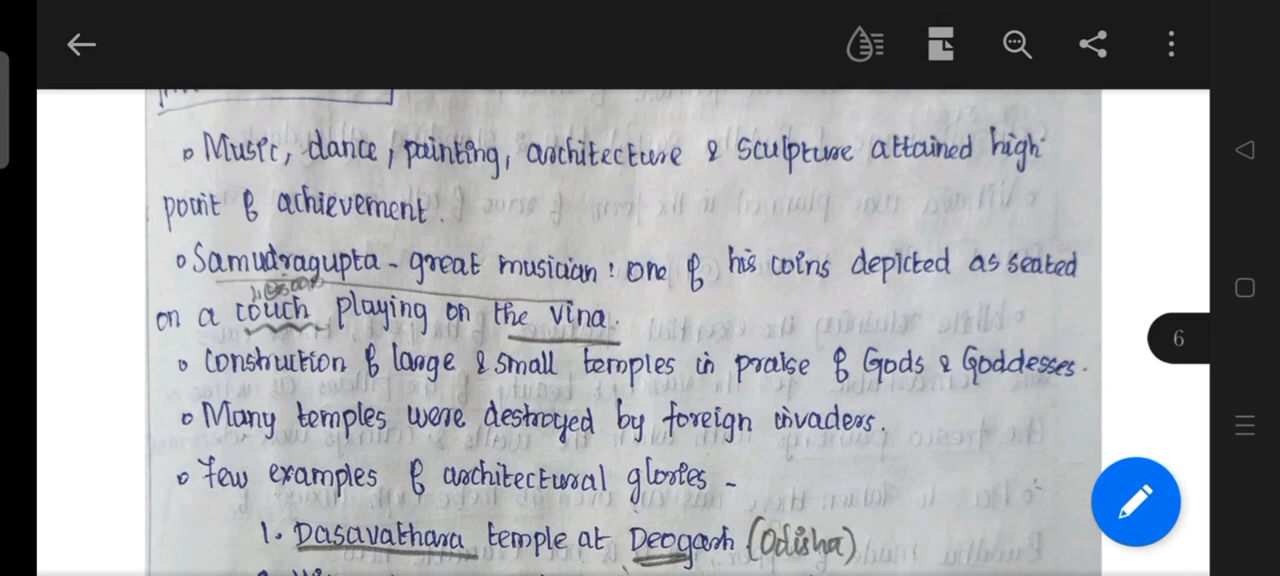 ◦ Music, dance, painting, architecture & sculpture attained high
point of achievement.
◦ Samudragupta - great musician : one of his coins depicted as seated
on a couch playing on the vina.
◦ Construction of large & small temples in praise of Gods & Goddesses.
6
◦ Many temples were destroyed by foreign invaders.
◦ Few examples of architectural glories -
1. Dasavathara temple at Deogarh (Odisha)